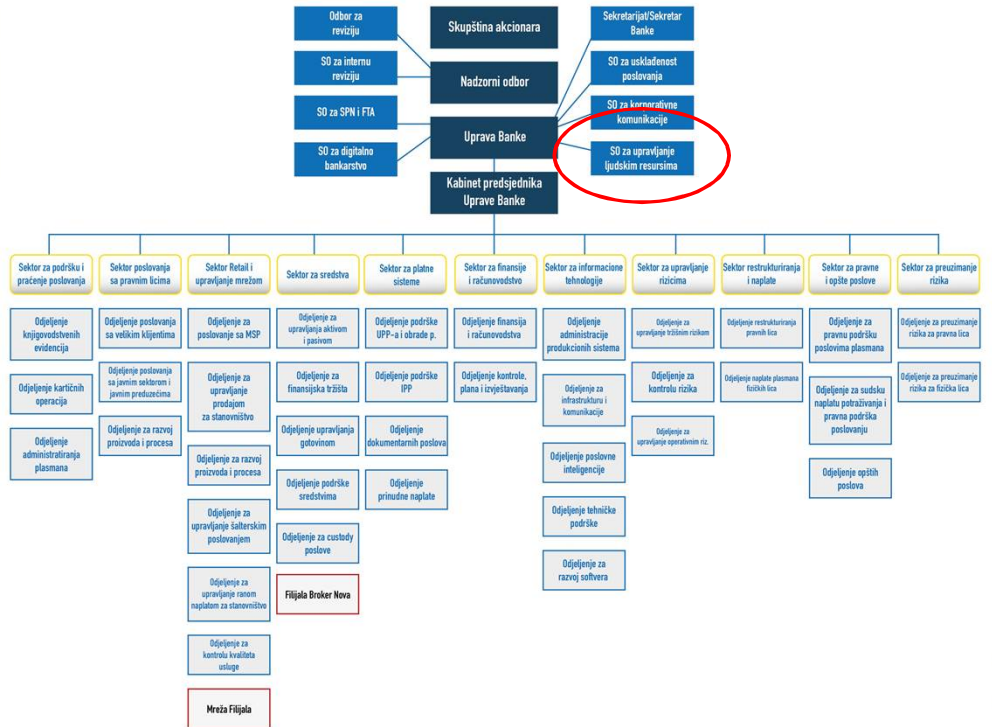 Odbor za
reviziju
Skupština akcionara
Sekretarijat/Sekretar
Banke
SO za internu
reviziju
Nadzorni odbor
SO za usklađenost
poslovanja
SO za SPN i FTA
Uprava Banke
SO za korporativne
komunikacije
SO za digitalno
bankarstvo
SO za upravljanje
ljudskim resursima
Kabinet predsjednika
Uprave Banke
Sektor za podršku i
praćenje poslovanja
Odjeljenje
knjigovodstvenih
evidencija
Odjeljenje kartičnih
operacija
Odjeljenje
administratiranja
plasmana
Sektor poslovanja
sa pravnim licima
Odjeljenje poslovanja
sa velikim klijentima
Odjeljenje poslovanja
sa javnim sektorom i
javnim preduzećima
Odjeljenje za razvoj
proizvoda i procesa
Sektor Retail i
upravljanje mrežom
Odjeljenje za
poslovanje sa MSP
Odjeljenje za
upravljanje
prodajom
za stanovništvo
Odjeljenje za razvoj
proizvoda i procesa
Odjeljenje za
upravljanje šalterskim
poslovanjem
Odjeljenje za
upravljanje ranom
naplatom za stanovništvo
Odjeljenje za
kontrolu kvaliteta
usluge
Mreža Filijala
Sektor za sredstva
Odjeljenje za
upravljanja aktivom
i pasivom
Odjeljenje za
finansijska tržišta
Odjeljenje upravljanja
gotovinom
Odjeljenje podrške
sredstvima
Odjeljenje za custody
poslove
Filijala Broker Nova
Sektor za platne
sisteme
Odjeljenje podrške
UPP-a i obrade p.
Odjeljenje podrške
IPP
Odjeljenje
dokumentarnih poslova
Odjeljenje
prinudne naplate
Sektor za finansije
i računovodstvo
Odjeljenje finansija
i računovodstva
Odjeljenje kontrole,
plana i izvještavanja
Sektor za informacione
tehnologije
Odjeljenje
administracije
produkcionih sistema
Odjeljenje za
infrastrukturu i
komunikacije
Odjeljenje poslovne
inteligencije
Odjeljenje tehničke
podrške
Odjeljenje za
razvoj softvera
Sektor za upravljanje
rizicima
Odjeljenje za
upravljanje tržišnim rizikom
Odjeljenje za
kontrolu rizika
Odjeljenje za
upravljanje operativnim riz.
Sektor restrukturiranja
i naplate
Odjeljenje restrukturiranja
pravnih lica
Odjeljenje naplate plasmana
fizičkih lica
Sektor za pravne
i opšte poslove
Odjeljenje za
pravnu podršku
poslovima plasmana
Odjeljenje za sudsku
naplatu potraživanja i
pravna podrška
poslovanju
Odjeljenje opštih
poslova
Sektor za preuzimanje
rizika
Odjeljenje za preuzimanje
rizika za pravna lica
Odjeljenje za preuzimanje
rizika za fizička lica